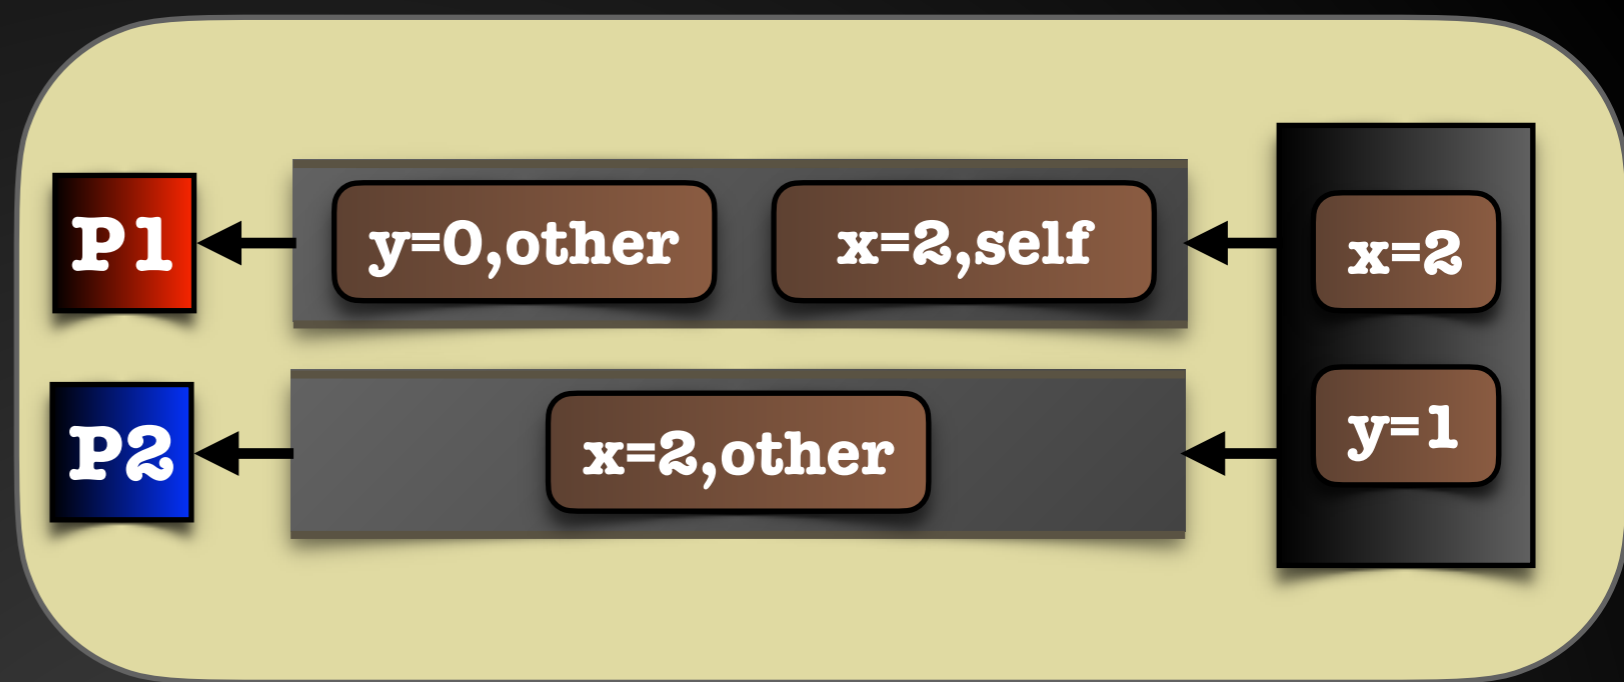 P1
y=0,other
x=2,self
x=2
P2
x=2,other
y=1